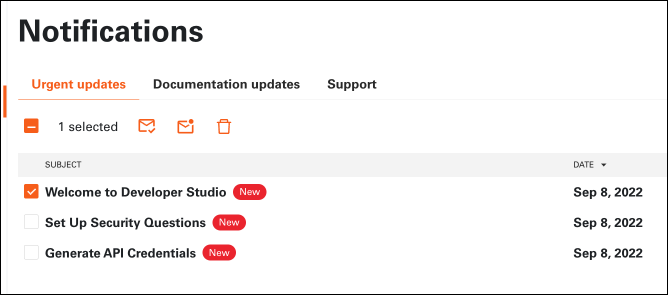 Notifications
Urgent updates Documentation updates Support
1 selected
SUBJECT DATE
Welcome to Developer Studio New Sep 8, 2022
Set Up Security Questions New Sep 8, 2022
Generate API Credentials New Sep 8, 2022